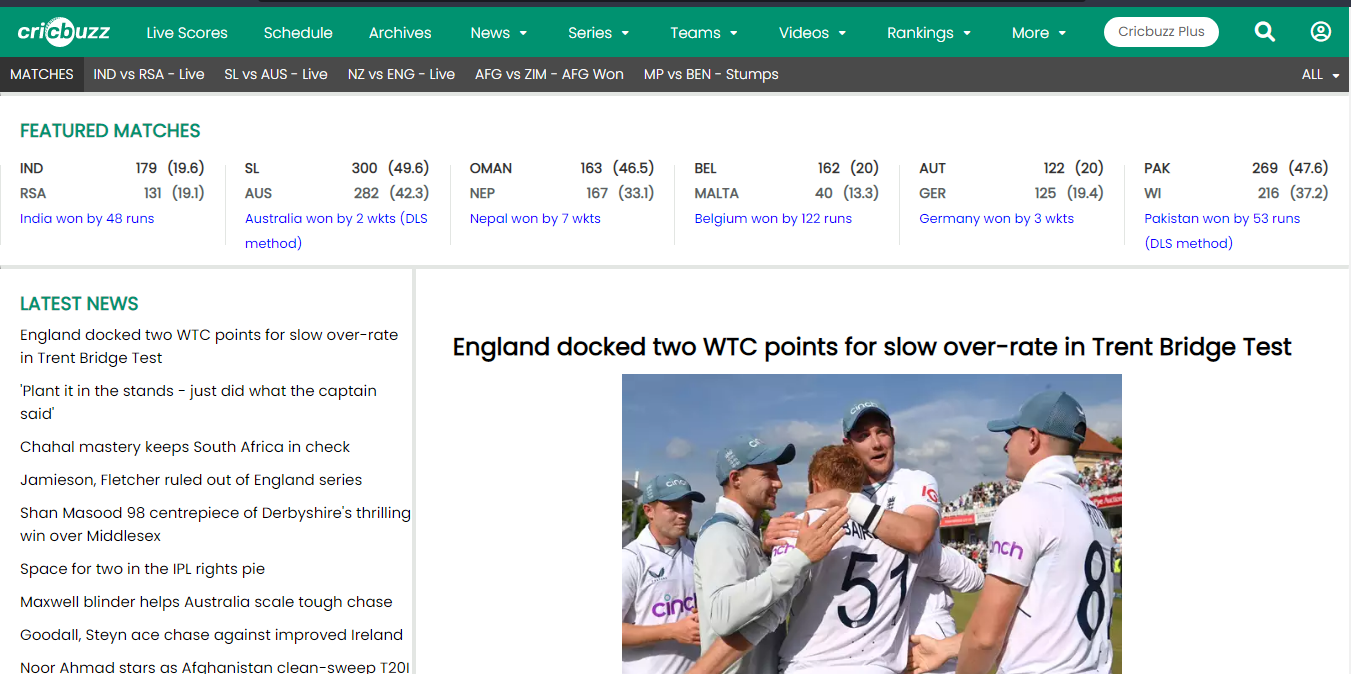 cricbuzz Live Scores Schedule Archives News Series Teams Videos Rankings More Cricbuzz Plus
MATCHES IND vs RSA - Live SL vs AUS - Live NZ vs ENG - Live AFG vs ZIM - AFG Won MP vs BEN - Stumps ALL
FEATURED MATCHES
IND 179 (19.6)
RSA 131 (19.1)
India won by 48 runs
SL 300 (49.6)
AUS 282 (42.3)
Australia won by 2 wkts (DLS
method)
OMAN 163 (46.5)
NEP 167 (33.1)
Nepal won by 7 wkts
BEL 162 (20)
MALTA 40 (13.3)
Belgium won by 122 runs
AUT 122 (20)
GER 125 (19.4)
Germany won by 3 wkts
PAK 269 (47.6)
WI 216 (37.2)
Pakistan won by 53 runs
(DLS method)
LATEST NEWS
England docked two WTC points for slow over-rate
in Trent Bridge Test
'Plant it in the stands - just did what the captain
said'
Chahal mastery keeps South Africa in check
Jamieson, Fletcher ruled out of England series
Shan Masood 98 centrepiece of Derbyshire's thrilling
win over Middlesex
Space for two in the IPL rights pie
Maxwell blinder helps Australia scale tough chase
Goodall, Steyn ace chase against improved Ireland
Noor Ahmad stars as Afghanistan clean-sweep T20I
England docked two WTC points for slow over-rate in Trent Bridge Test
cinch
cinch
51
8